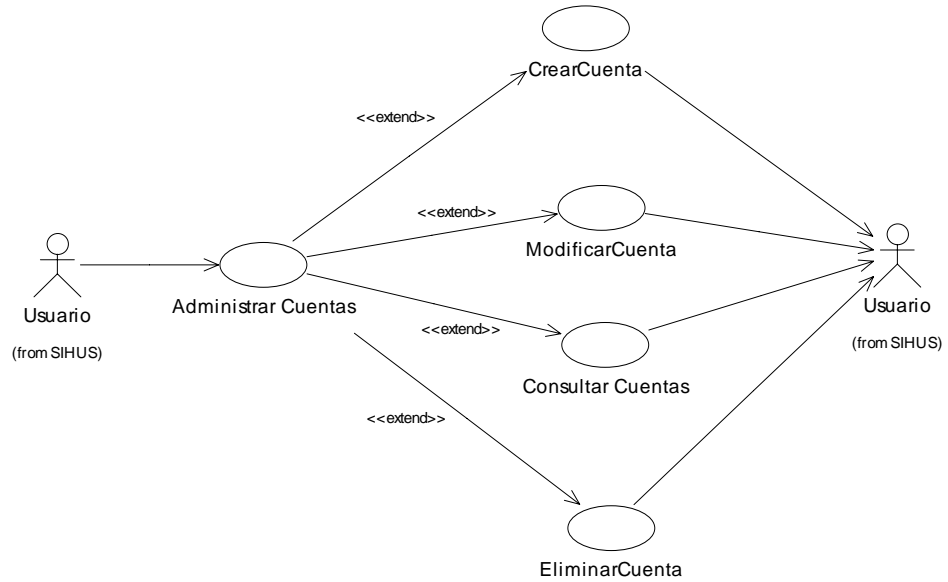 CrearCuenta
<<extend>>
<<extend>>
ModificarCuenta
Usuario
(from SIHUS)
Administrar Cuentas
Usuario
(from SIHUS)
<<extend>>
Consultar Cuentas
<<extend>>
EliminarCuenta